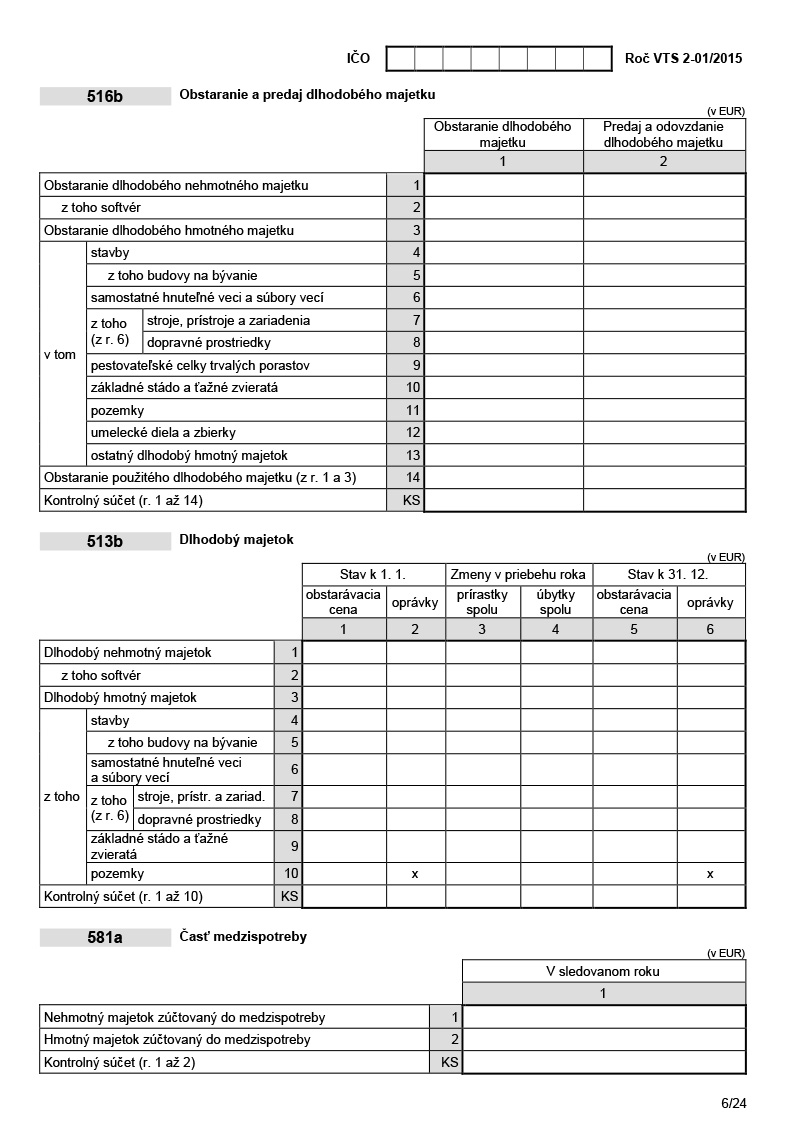 IČO Roč VTS 2-01/2015
516b Obstaranie a predaj dlhodobého majetku
(v EUR)
Obstaranie dlhodobého majetku Predaj a odovzdanie dlhodobého majetku
1 2
Obstaranie dlhodobého nehmotného majetku 1
z toho softvér 2
Obstaranie dlhodobého hmotného majetku 3
v tom
stavby 4
z toho budovy na bývanie 5
samostatné hnuteľné veci a súbory vecí 6
z toho (z r. 6)
stroje, prístroje a zariadenia 7
dopravné prostriedky 8
pestovateľské celky trvalých porastov 9
základné stádo a ťažné zvieratá 10
pozemky 11
umelecké diela a zbierky 12
ostatný dlhodobý hmotný majetok 13
Obstaranie použitého dlhodobého majetku (z r. 1 a 3) 14
Kontrolný súčet (r. 1 až 14) KS
513b Dlhodobý majetok
(v EUR)
Stav k 1. 1. Zmeny v priebehu roka Stav k 31. 12.
obstarávacia cena oprávky prírastky spolu úbytky spolu obstarávacia cena oprávky
1 2 3 4 5 6
Dlhodobý nehmotný majetok 1
z toho softvér 2
Dlhodobý hmotný majetok 3
z toho
stavby 4
z toho budovy na bývanie 5
samostatné hnuteľné veci a súbory vecí 6
z toho (z r. 6)
stroje, prístr. a zariad. 7
dopravné prostriedky 8
základné stádo a ťažné zvieratá 9
pozemky 10 x x
Kontrolný súčet (r. 1 až 10) KS
581a Časť medzispotreby
(v EUR)
V sledovanom roku
1
Nehmotný majetok zúčtovaný do medzispotreby 1
Hmotný majetok zúčtovaný do medzispotreby 2
Kontrolný súčet (r. 1 až 2) KS
6/24